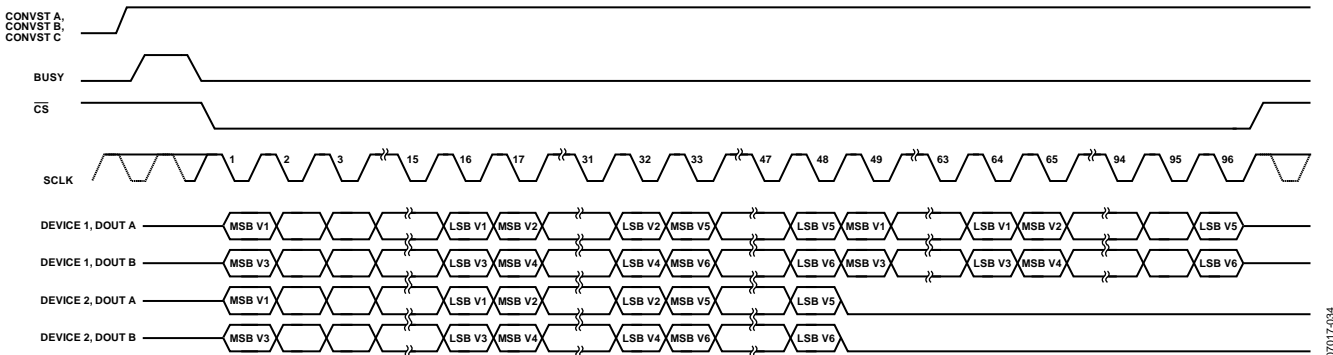 CONVST A,
CONVST B,
CONVST C
BUSY
CS
SCLK
1 2 3 15 16 17 31 32 33 47 48 49 63 64 65 94 95 96
DEVICE 1, DOUT A
MSB V1 LSB V1 MSB V2 LSB V2 MSB V5 LSB V5 MSB V1 LSB V1 MSB V2 LSB V5
DEVICE 1, DOUT B
MSB V3 LSB V3 MSB V4 LSB V4 MSB V6 LSB V6 MSB V3 LSB V3 MSB V4 LSB V6
DEVICE 2, DOUT A
MSB V1 LSB V1 MSB V2 LSB V2 MSB V5 LSB V5
DEVICE 2, DOUT B
MSB V3 LSB V3 MSB V4 LSB V4 MSB V6 LSB V6
07017-034